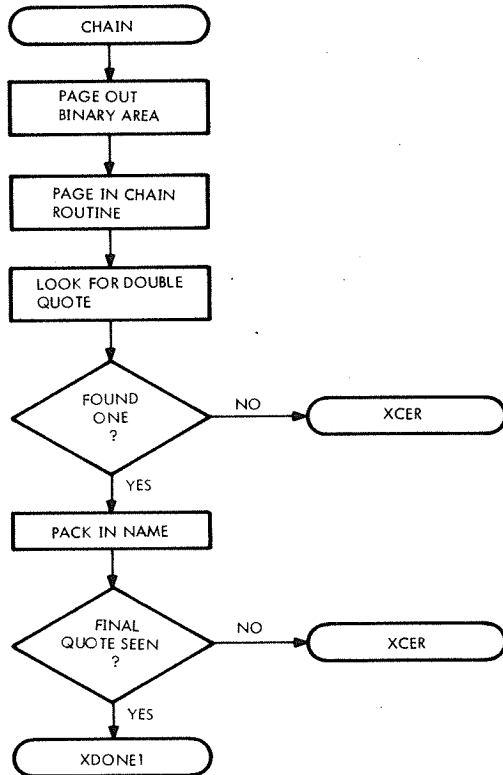 CHAIN
PAGE OUT
BINARY AREA
PAGE IN CHAIN
ROUTINE
LOOK FOR DOUBLE
QUOTE
FOUND
ONE
?
NO
XCER
YES
PACK IN NAME
FINAL
QUOTE SEEN
?
NO
XCER
YES
XDONE1